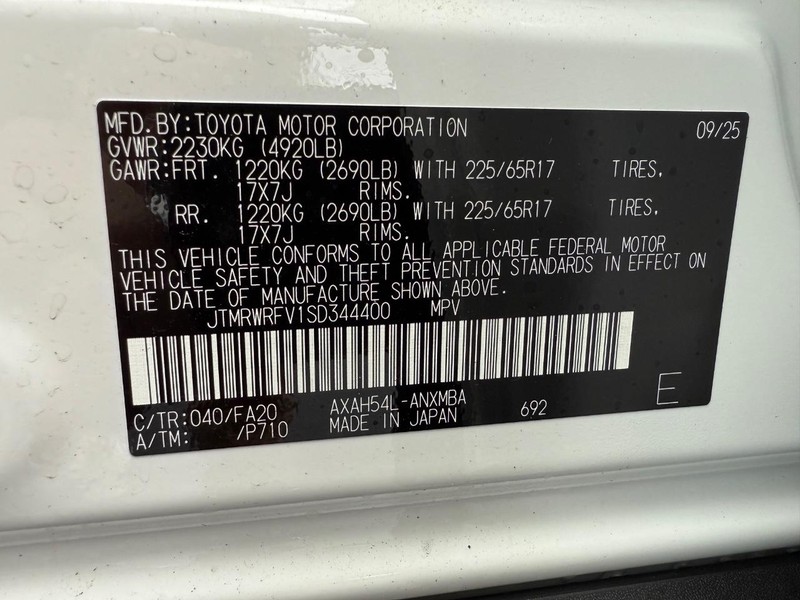 MFD.BY:TOYOTA MOTOR CORPORATION 09/25
GVWR:2230KG (4920LB)
GAWR:FRT. 1220KG (2690LB) WITH 225/65R17 TIRES,
17X7J RIMS.
RR. 1220KG (2690LB) WITH 225/65R17 TIRES,
17X7J RIMS.
THIS VEHICLE CONFORMS TO ALL APPLICABLE FEDERAL MOTOR
VEHICLE SAFETY AND THEFT PREVENTION STANDARDS IN EFFECT ON
THE DATE OF MANUFACTURE SHOWN ABOVE.
JTMRWRFV1SD344400 MPV
C/TR:040/FA20 AXAH54L-ANXMBA 692 E
A/TM: /P710 MADE IN JAPAN